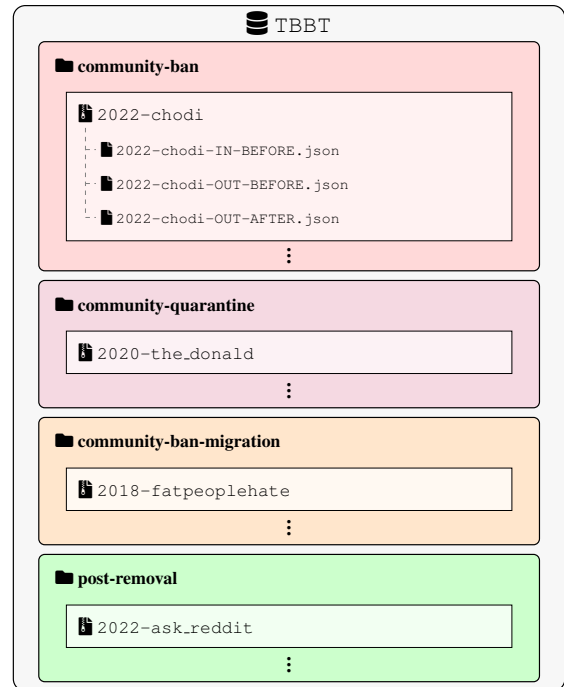 TBBT
community-ban
2022-chodi
2022-chodi-IN-BEFORE.json
2022-chodi-OUT-BEFORE.json
2022-chodi-OUT-AFTER.json
community-quarantine
2020-the_donald
community-ban-migration
2018-fatpeoplehate
post-removal
2022-ask_reddit